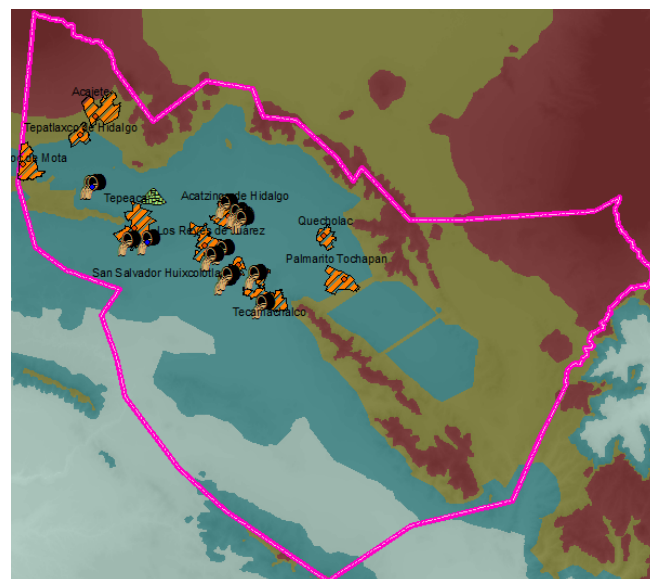 Acajete
Tepatlaxco de Hidalgo
de Mota
Tepeaca
Acatzingo de Hidalgo
Los Reyes de Juárez
Quecholac
Palmarito Tochapan
San Salvador Huixcolotla
Tecamachalco